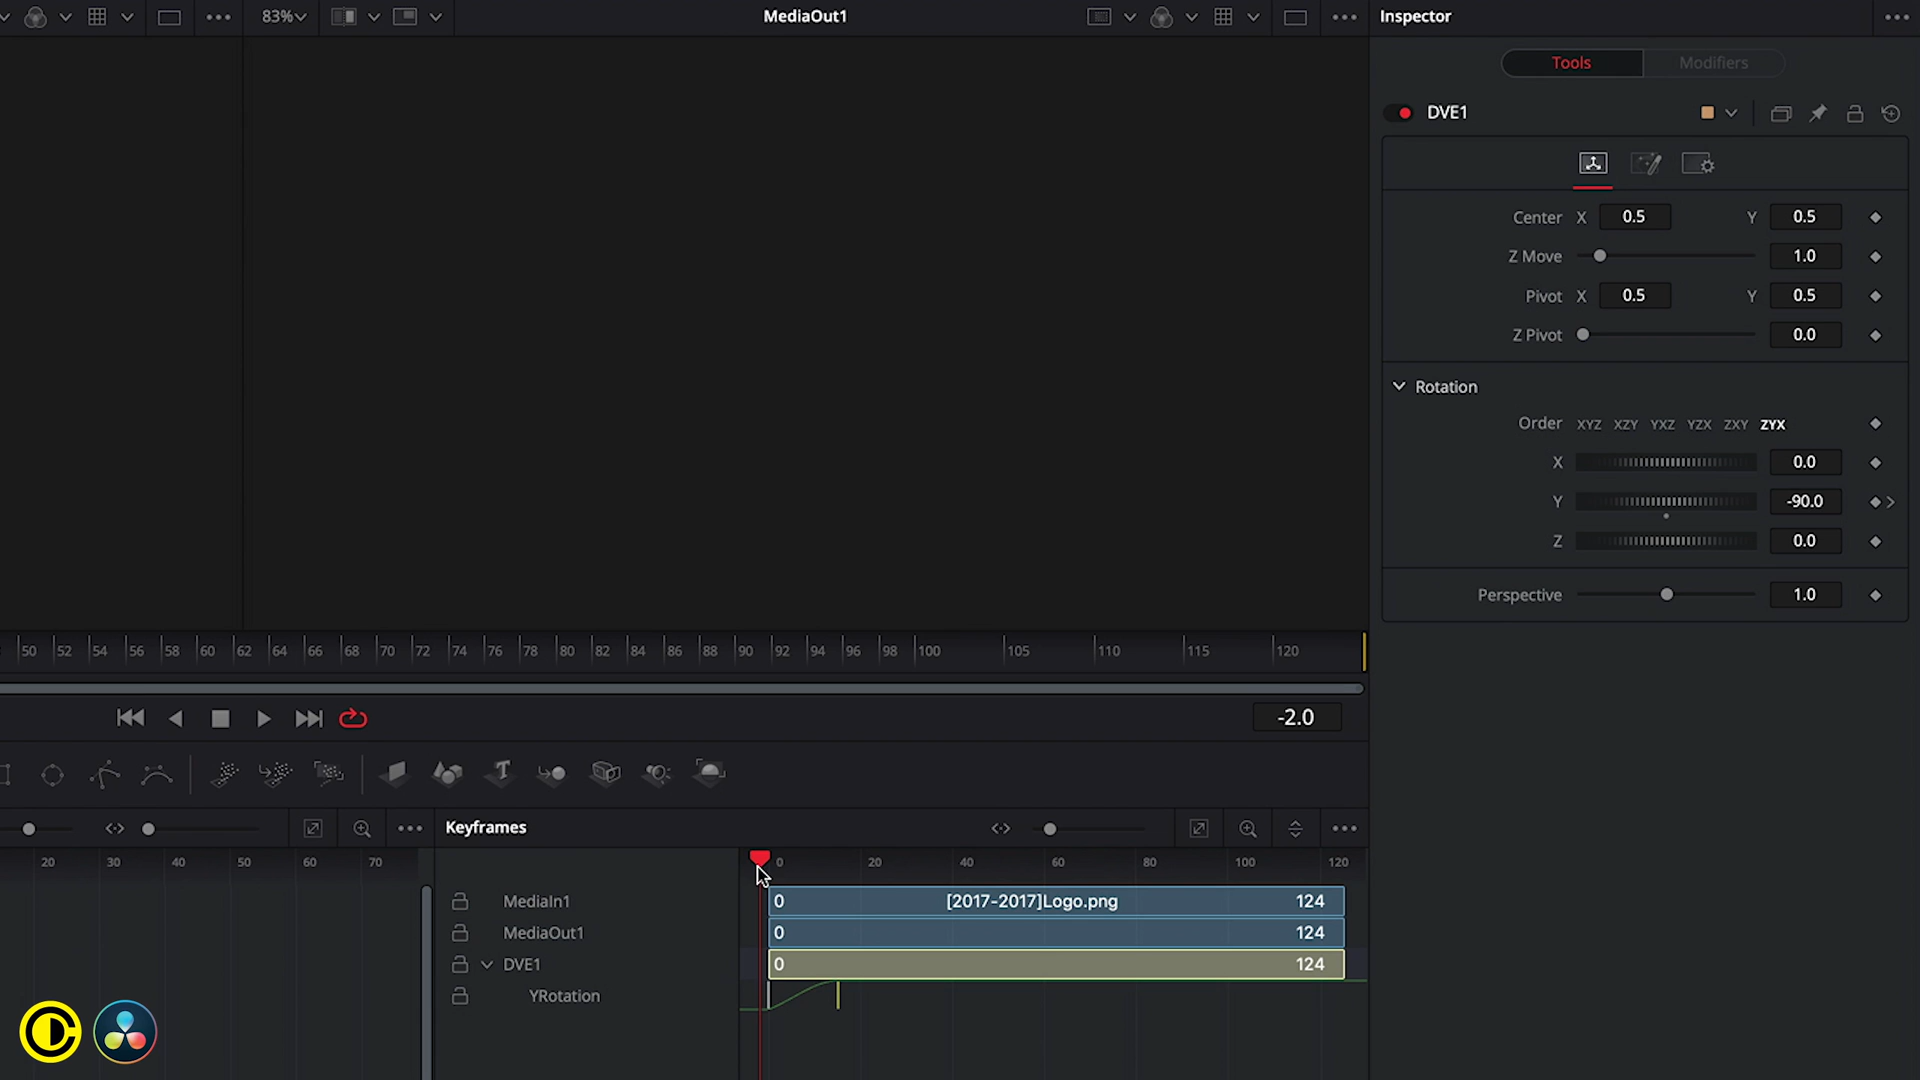 83%
MediaOut1
Inspector
Tools
Modifiers
DVE1
Center X 0.5 Y 0.5
Z Move 1.0
Pivot X 0.5 Y 0.5
Z Pivot 0.0
Rotation
Order XYZ XZY YXZ YZX ZXY ZYX
X 0.0
Y -90.0
Z 0.0
Perspective 1.0
50 52 54 56 58 60 62 64 66 68 70 72 74 76 78 80 82 84 86 88 90 92 94 96 98 100 105 110 115 120
-2.0
Keyframes
20 30 40 50 60 70
0 20 40 60 80 100 120
MediaIn1 0 [2017-2017]Logo.png 124
MediaOut1 0 124
DVE1 0 124
YRotation